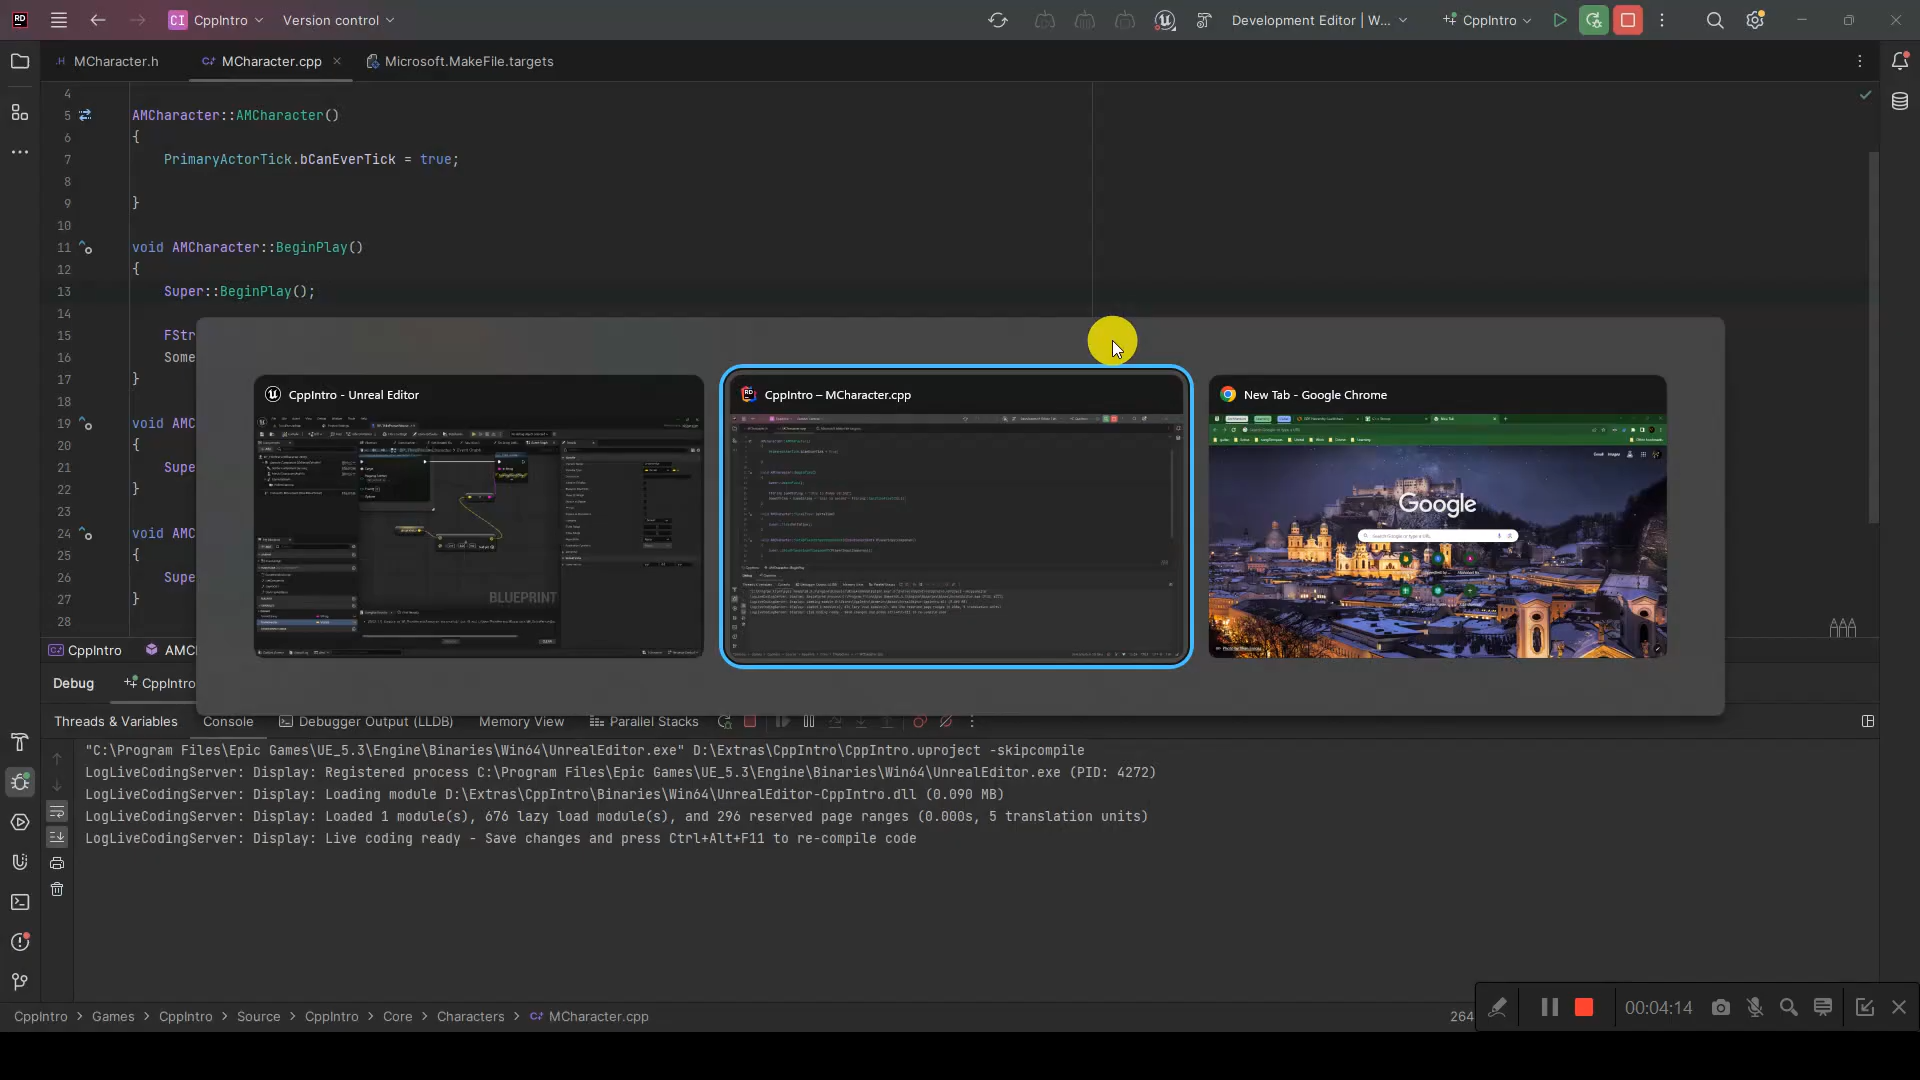 CI CppIntro Version control Development Editor | W... CppIntro
MCharacter.h MCharacter.cpp Microsoft.MakeFile.targets
4
5 AMCharacter::AMCharacter()
6 {
7 PrimaryActorTick.bCanEverTick = true;
8
9 }
10
11 void AMCharacter::BeginPlay()
12 {
13 Super::BeginPlay();
14
15 FStr
16 Some
17 }
18
19 void AMC
20 {
21 Supe
22 }
23
24 void AMC
25 {
26 Supe
27 }
28
CppIntro - Unreal Editor
BLUEPRINT
CppIntro – MCharacter.cpp
New Tab - Google Chrome
Google
CppIntro AMC
Debug CppIntro
Threads & Variables Console Debugger Output (LLDB) Memory View Parallel Stacks
"C:\Program Files\Epic Games\UE_5.3\Engine\Binaries\Win64\UnrealEditor.exe" D:\Extras\CppIntro\CppIntro.uproject -skipcompile
LogLiveCodingServer: Display: Registered process C:\Program Files\Epic Games\UE_5.3\Engine\Binaries\Win64\UnrealEditor.exe (PID: 4272)
LogLiveCodingServer: Display: Loading module D:\Extras\CppIntro\Binaries\Win64\UnrealEditor-CppIntro.dll (0.090 MB)
LogLiveCodingServer: Display: Loaded 1 module(s), 676 lazy load module(s), and 296 reserved page ranges (0.000s, 5 translation units)
LogLiveCodingServer: Display: Live coding ready - Save changes and press Ctrl+Alt+F11 to re-compile code
CppIntro > Games > CppIntro > Source > CppIntro > Core > Characters > MCharacter.cpp 264
00:04:14